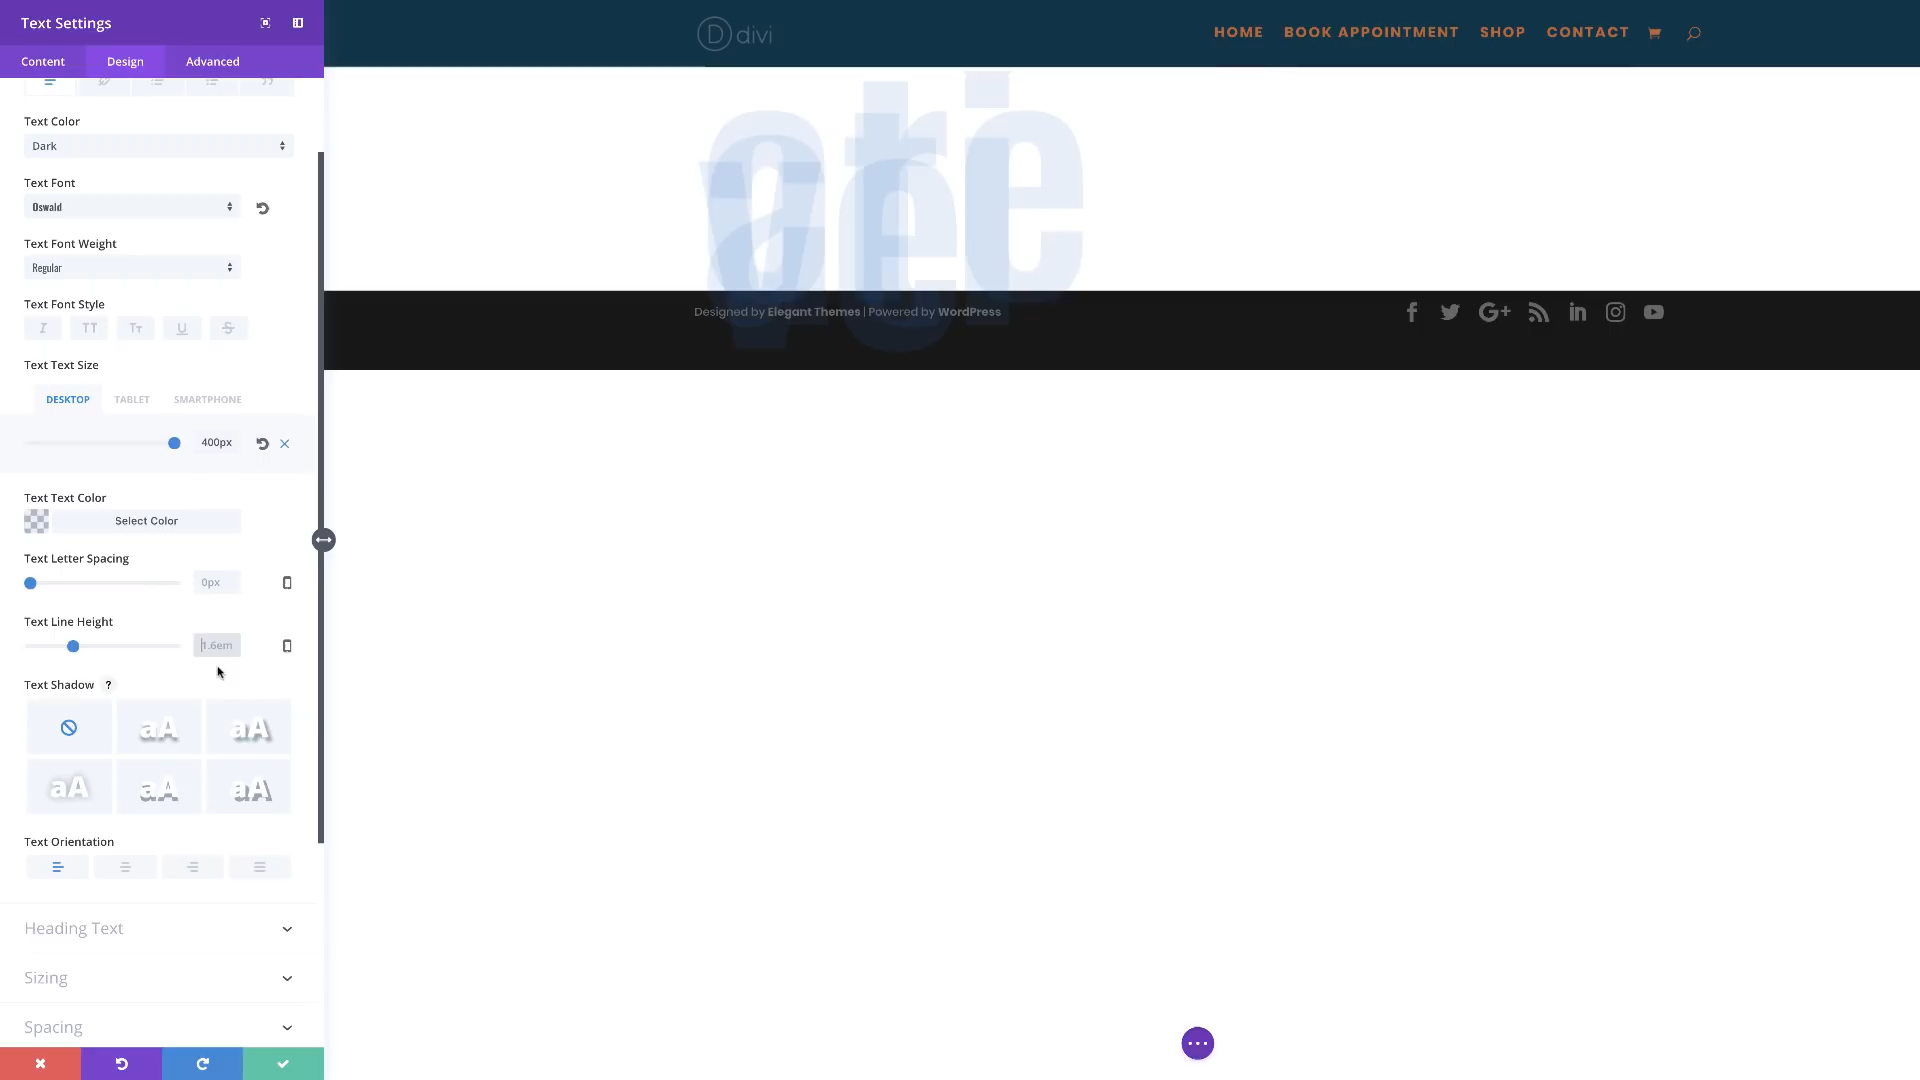 Text Settings
Content Design Advanced
Text Color
Dark
Text Font
Oswald
Text Font Weight
Regular
Text Font Style
I TT Tт U S
Text Text Size
DESKTOP TABLET SMARTPHONE
400px
Text Text Color
Select Color
Text Letter Spacing
0px
Text Line Height
1.6em
Text Shadow ?
aA aA
aA aA aA
Text Orientation
Heading Text
Sizing
Spacing
D divi
HOME BOOK APPOINTMENT SHOP CONTACT
Designed by Elegant Themes | Powered by WordPress